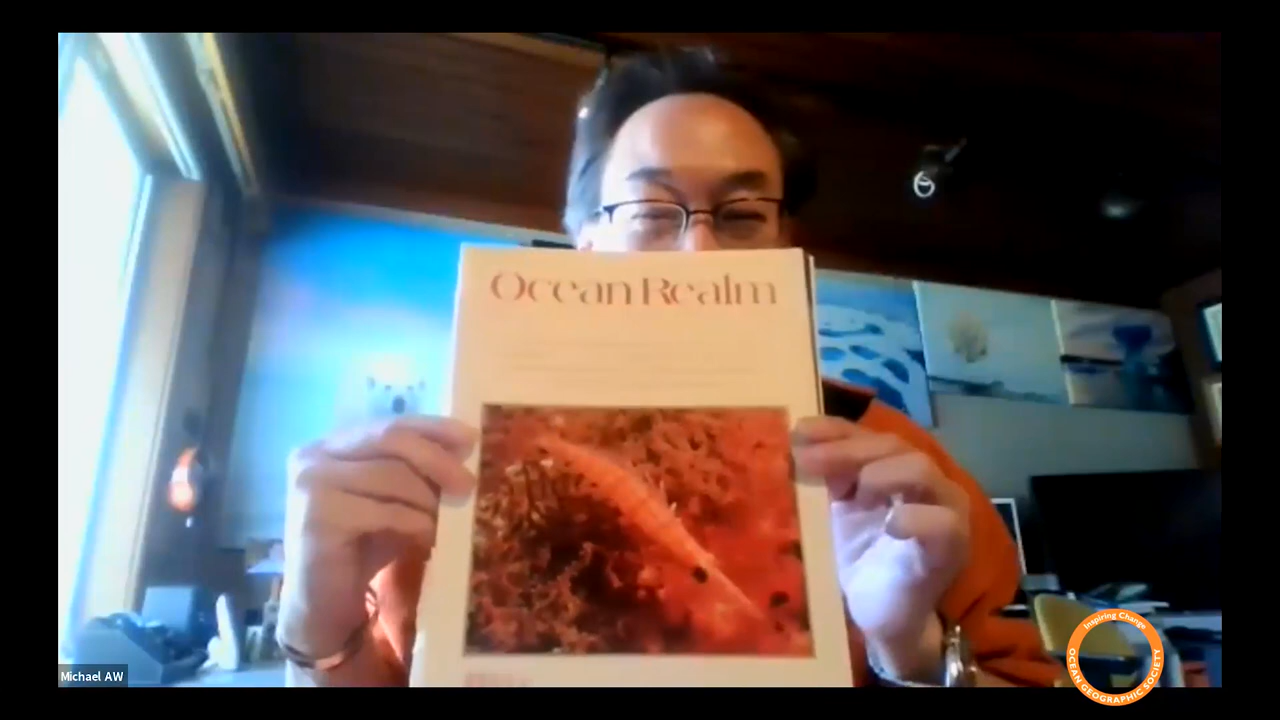 Ocean Realm
Michael AW
Inspiring Change
OCEAN GEOGRAPHIC SOCIETY